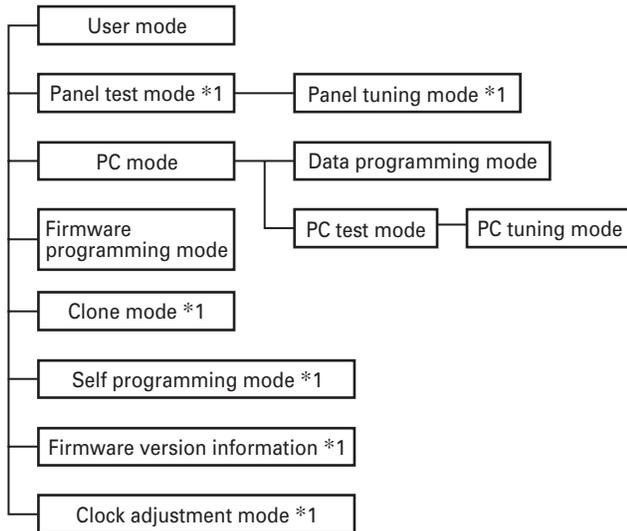 User mode
Panel test mode *1
Panel tuning mode *1
PC mode
Data programming mode
PC test mode
PC tuning mode
Firmware
programming mode
Clone mode *1
Self programming mode *1
Firmware version information *1
Clock adjustment mode *1